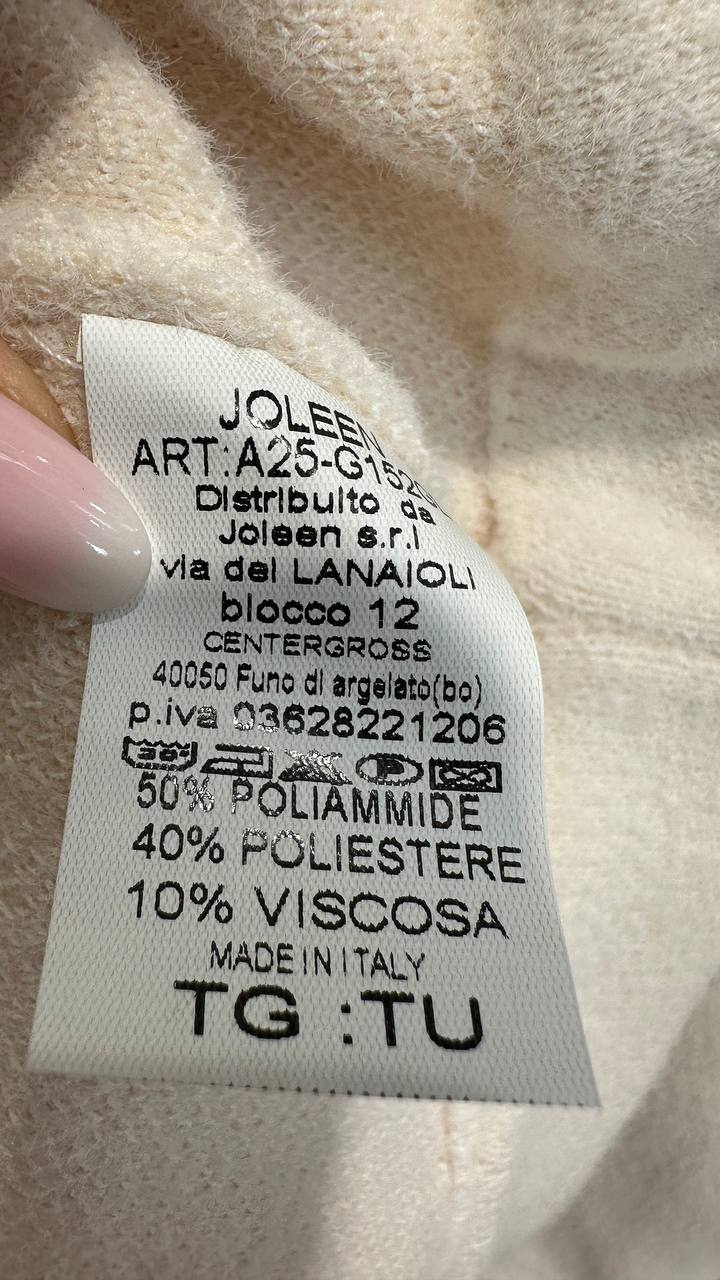 JOLEEN
ART:A25-G152
Distribuito da
Joleen s.r.l
via dei LANAIOLI
blocco 12
CENTERGROSS
40050 Funo di argelato(bo)
p.iva 03628221206
30° P
50% POLIAMMIDE
40% POLIESTERE
10% VISCOSA
MADE IN ITALY
TG :TU